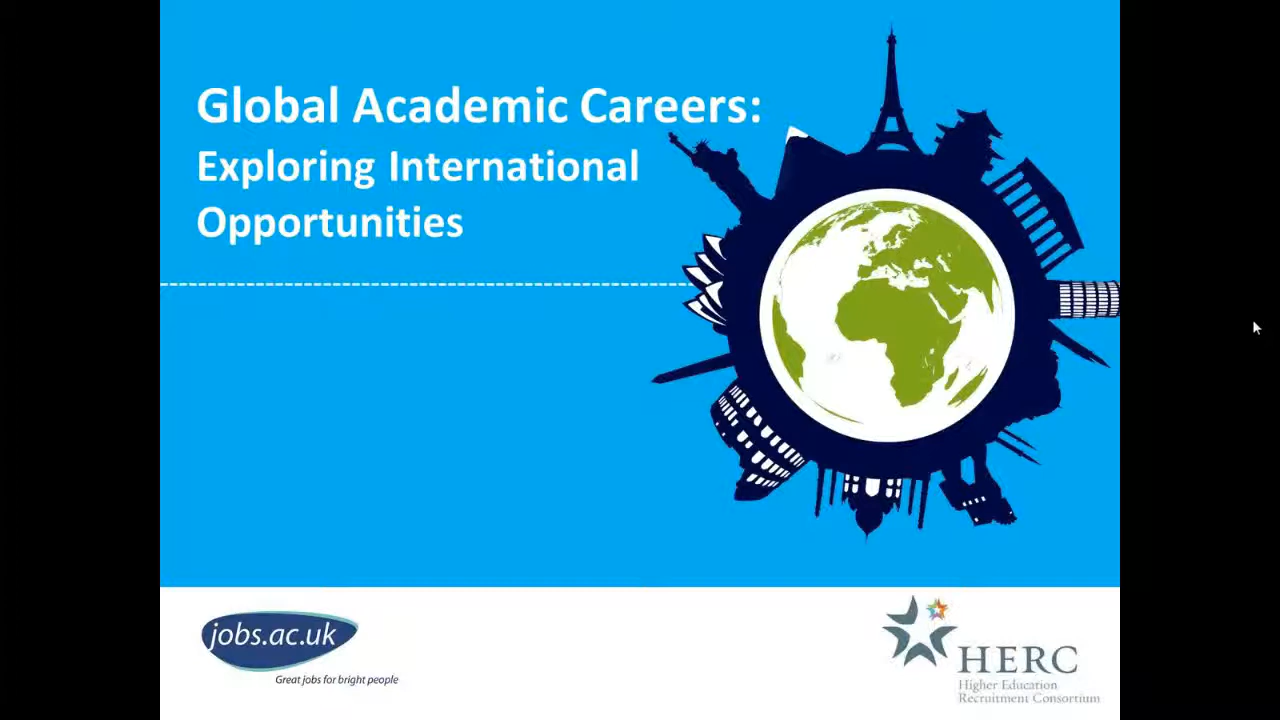 Global Academic Careers:
Exploring International
Opportunities
jobs.ac.uk
Great jobs for bright people
HERC
Higher Education
Recruitment Consortium